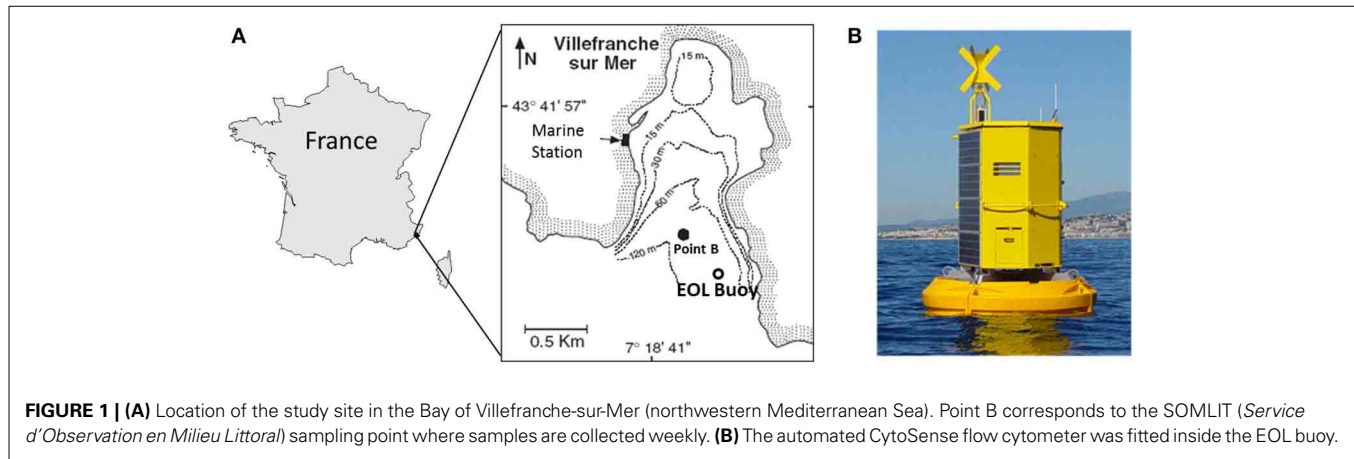 A
France
N
Villefranche
sur Mer
15 m
43° 41' 57"
Marine
Station
15 m
30 m
60 m
120 m
Point B
EOL Buoy
0.5 Km
7° 18' 41"
B
FIGURE 1 | (A) Location of the study site in the Bay of Villefranche-sur-Mer (northwestern Mediterranean Sea). Point B corresponds to the SOMLIT (Service
d'Observation en Milieu Littoral) sampling point where samples are collected weekly. (B) The automated CytoSense flow cytometer was fitted inside the EOL buoy.